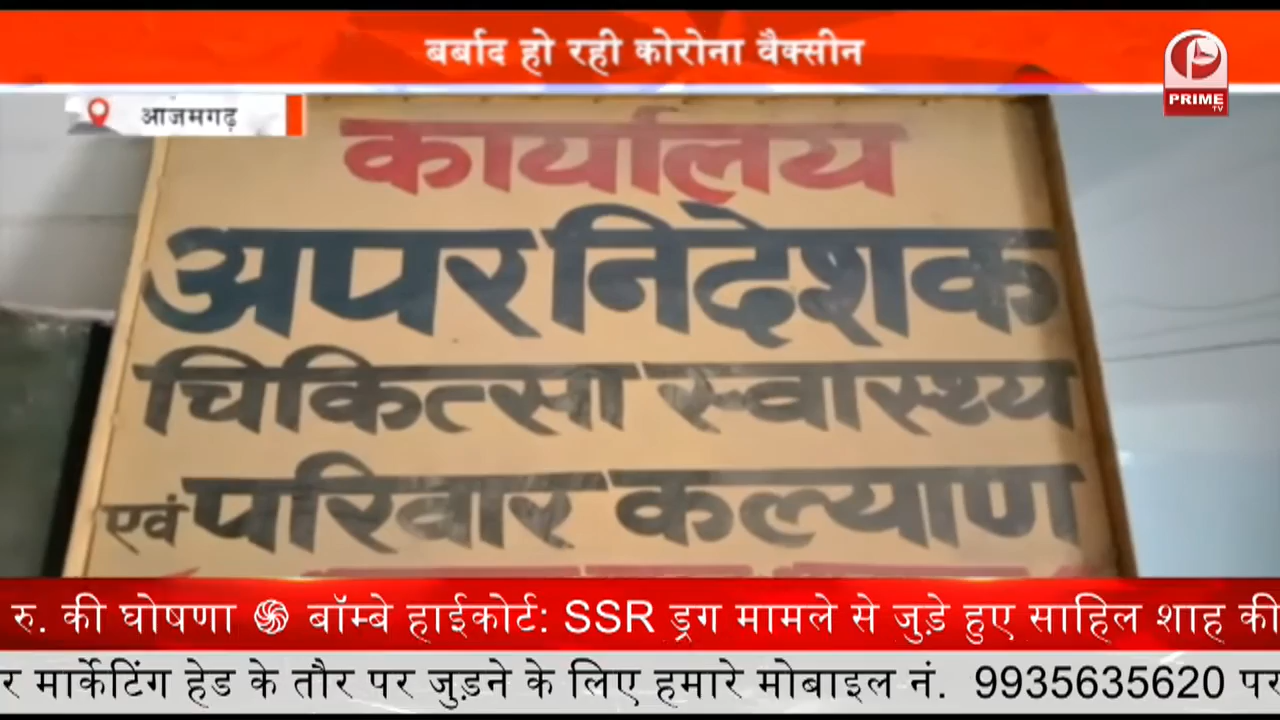 बर्बाद हो रही कोरोना वैक्सीन
PRIME
TV
आजमगढ़
कार्यालय
अपर निदेशक
चिकित्सा स्वास्थ्य
एवं परिवार कल्याण
रु. की घोषणा बॉम्बे हाईकोर्ट: SSR ड्रग मामले से जुड़े हुए साहिल शाह की
र मार्केटिंग हेड के तौर पर जुड़ने के लिए हमारे मोबाइल नं. 9935635620 पर